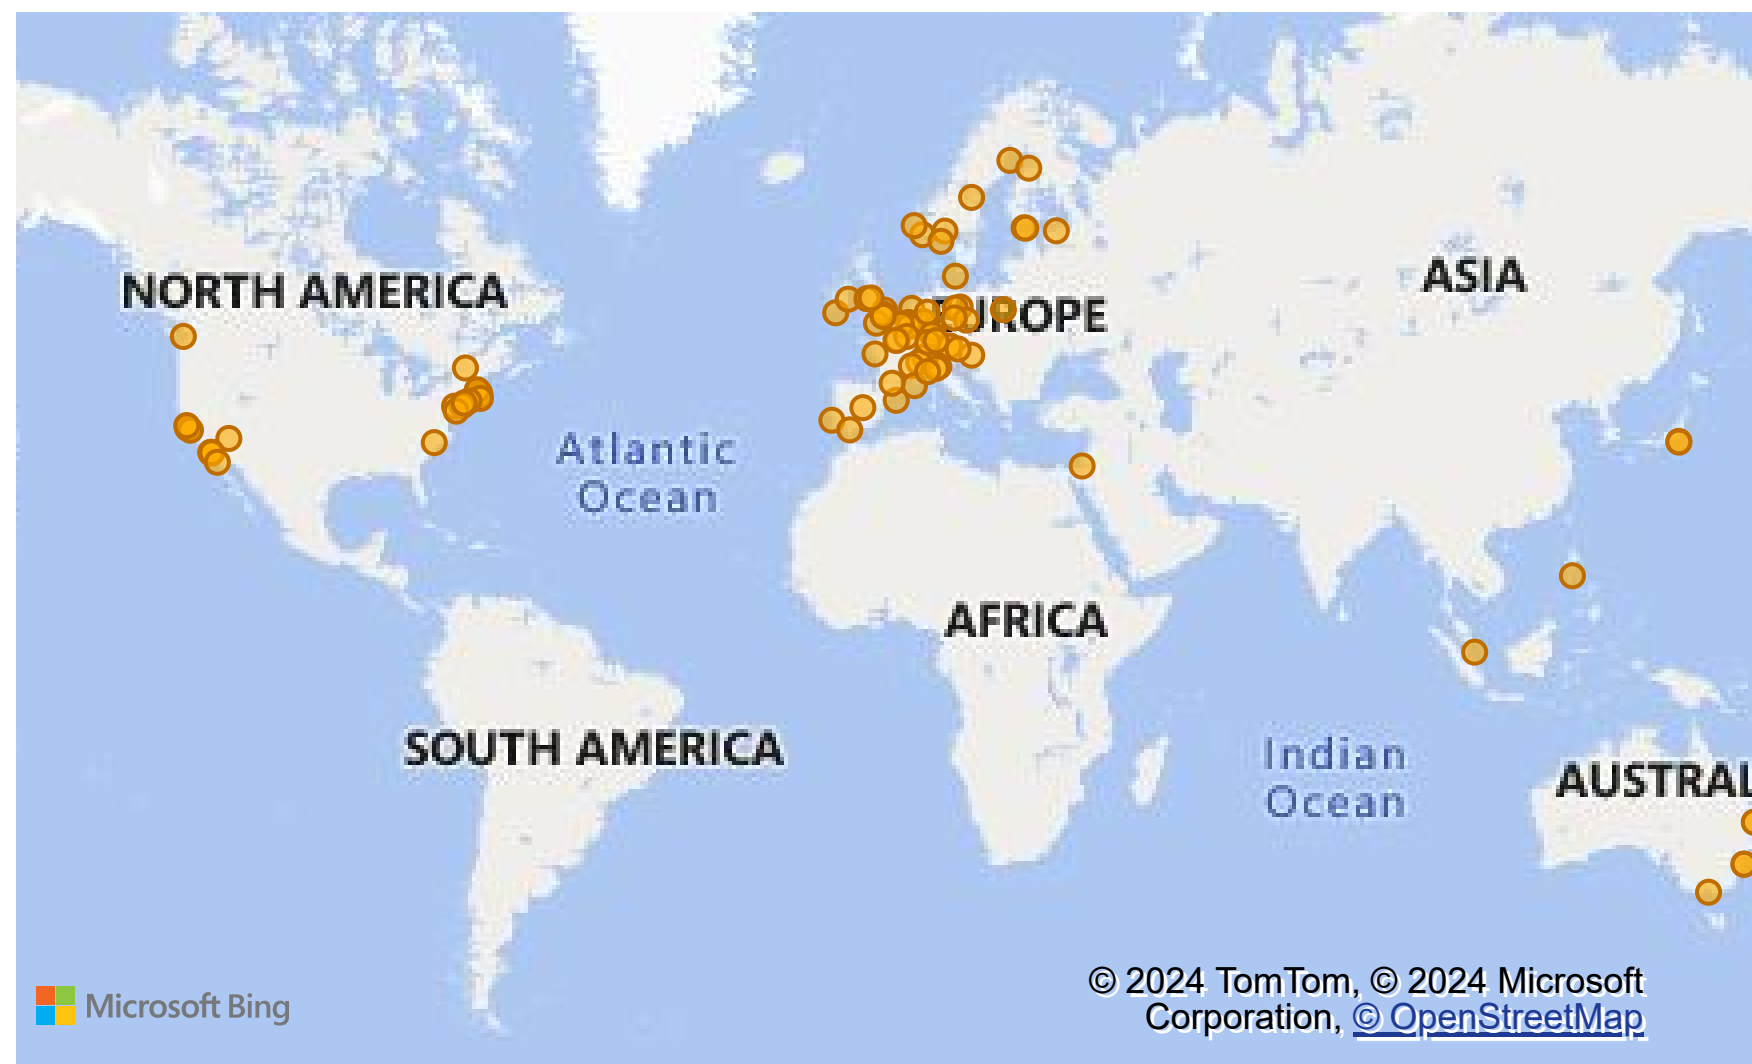 NORTH AMERICA
ASIA
EUROPE
Atlantic
Ocean
AFRICA
SOUTH AMERICA
Indian
Ocean
AUSTRAL
© 2024 TomTom, © 2024 Microsoft
Corporation, © OpenStreetMap
Microsoft Bing